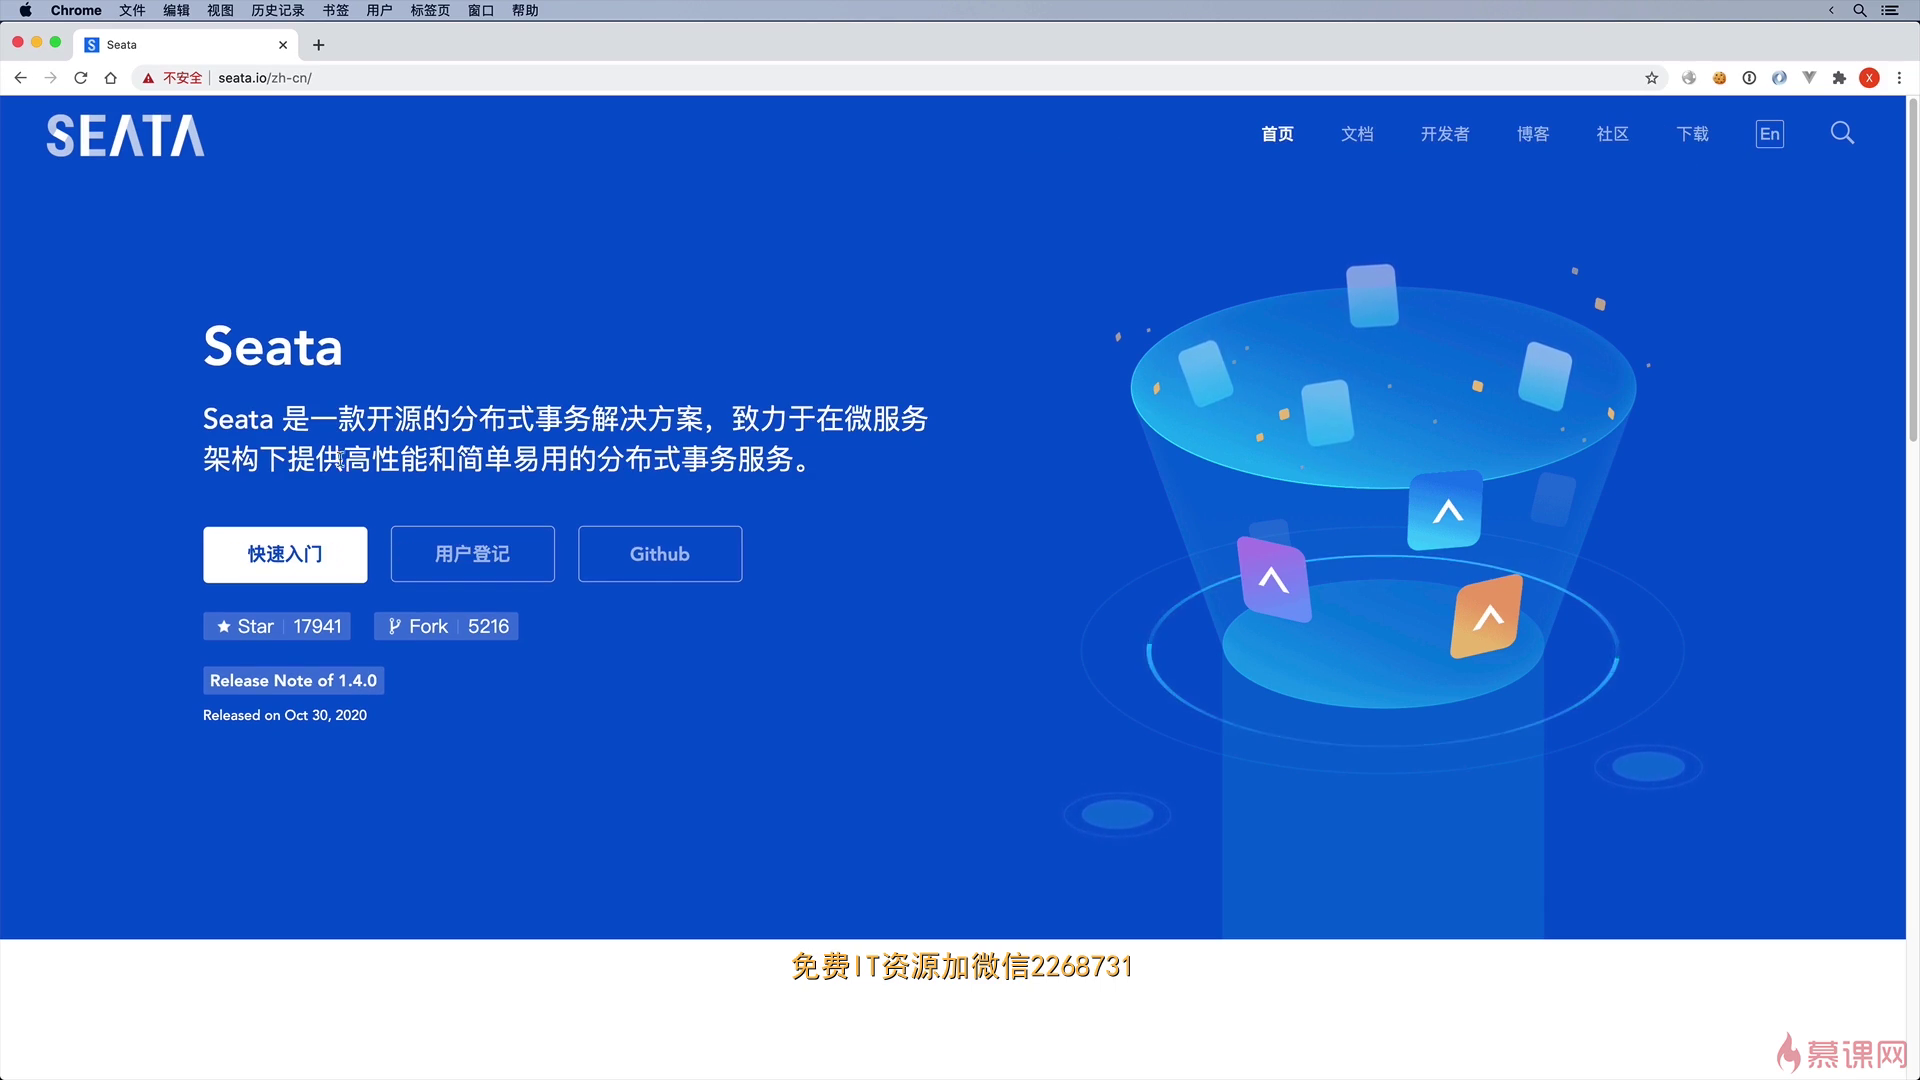 Chrome 文件 编辑 视图 历史记录 书签 用户 标签页 窗口 帮助
S Seata
不安全 seata.io/zh-cn/
X
SEATA
首页 文档 开发者 博客 社区 下载 En
Seata
Seata 是一款开源的分布式事务解决方案，致力于在微服务
架构下提供高性能和简单易用的分布式事务服务。
快速入门 用户登记 Github
Star 17941 Fork 5216
Release Note of 1.4.0
Released on Oct 30, 2020
免费IT资源加微信2268731
慕课网